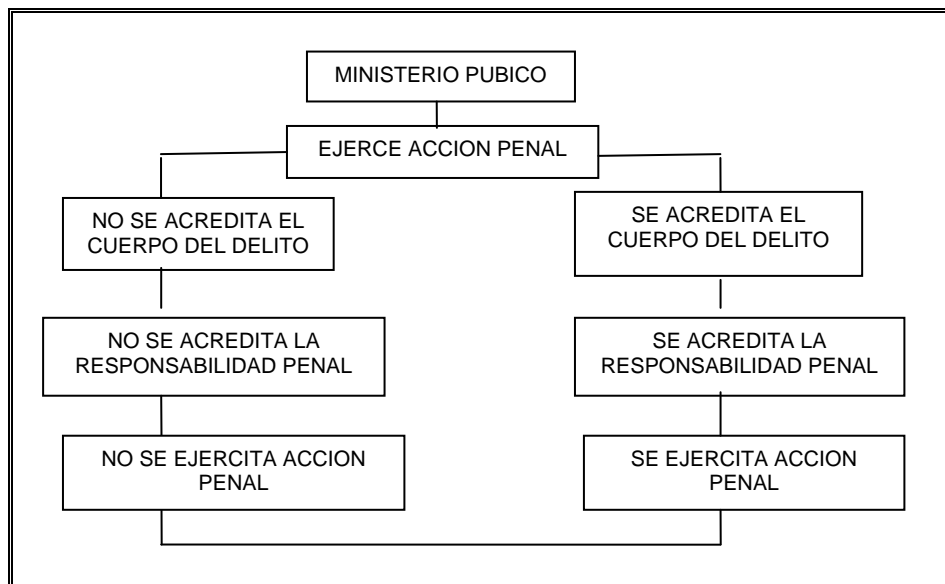 MINISTERIO PUBICO
EJERCE ACCION PENAL
NO SE ACREDITA EL
CUERPO DEL DELITO
SE ACREDITA EL
CUERPO DEL DELITO
NO SE ACREDITA LA
RESPONSABILIDAD PENAL
SE ACREDITA LA
RESPONSABILIDAD PENAL
NO SE EJERCITA ACCION
PENAL
SE EJERCITA ACCION
PENAL